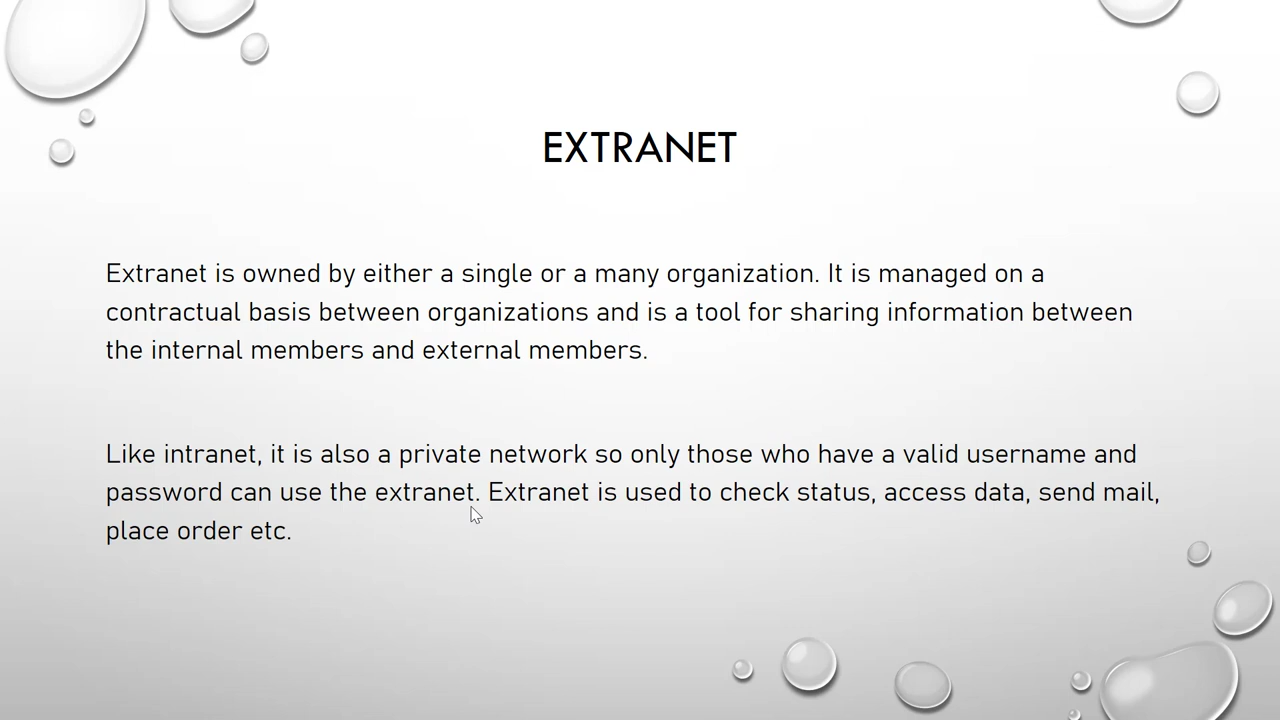 EXTRANET
Extranet is owned by either a single or a many organization. It is managed on a
contractual basis between organizations and is a tool for sharing information between
the internal members and external members.
Like intranet, it is also a private network so only those who have a valid username and
password can use the extranet. Extranet is used to check status, access data, send mail,
place order etc.